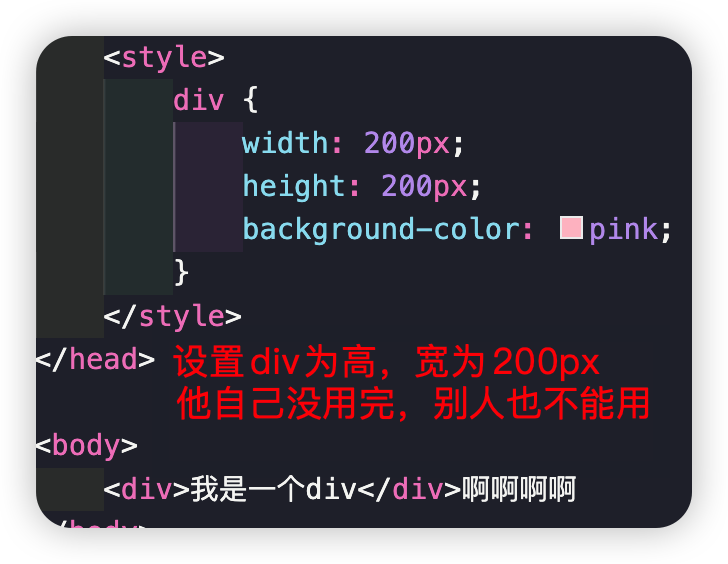 <style>
div {
width: 200px;
height: 200px;
background-color: pink;
}
</style>
</head> 设置div为高，宽为200px
他自己没用完，别人也不能用
<body>
<div>我是一个div</div>啊啊啊啊
</body>